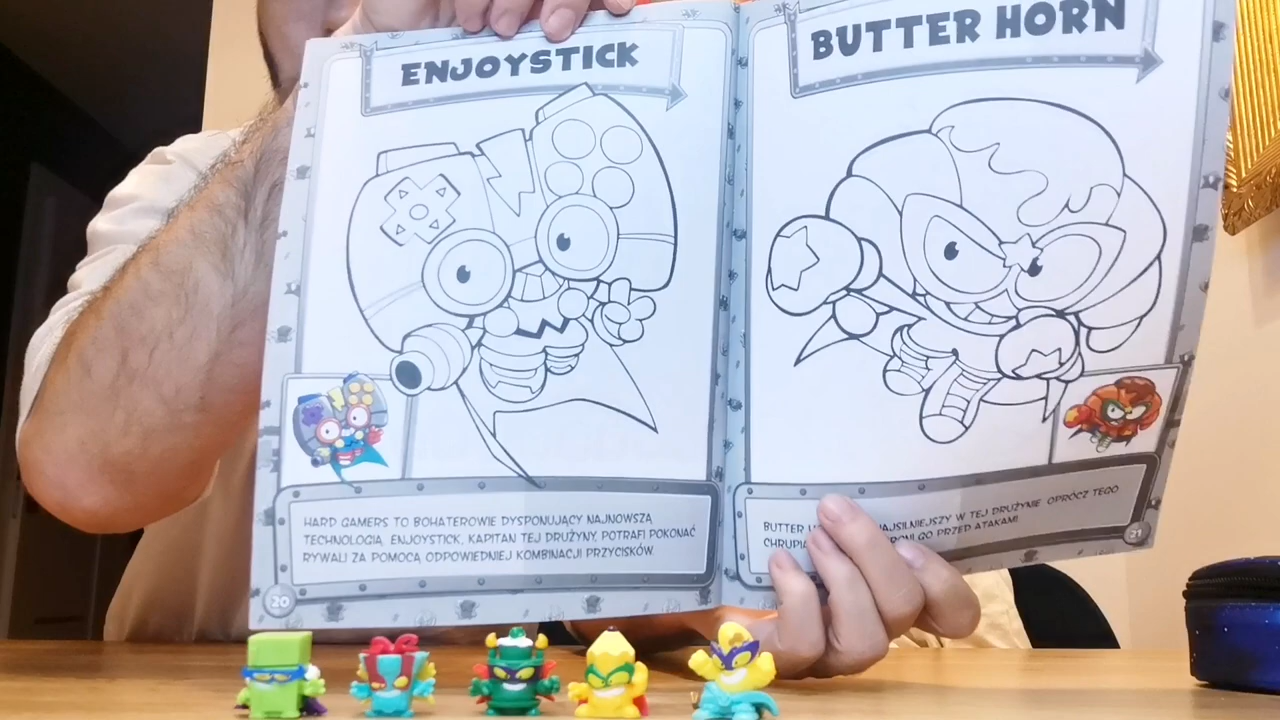 ENJOYSTICK
HARD GAMERS TO BOHATEROWIE DYSPONUJĄCY NAJNOWSZĄ
TECHNOLOGIĄ. ENJOYSTICK, KAPITAN TEJ DRUŻYNY, POTRAFI POKONAĆ
RYWALI ZA POMOCĄ ODPOWIEDNIEJ KOMBINACJI PRZYCISKÓW.
20
BUTTER HORN
BUTTER NAJSILNIEJSZY W TEJ DRUŻYNIE OPRÓCZ TEGO
GO PRZED ATAKAMI
21